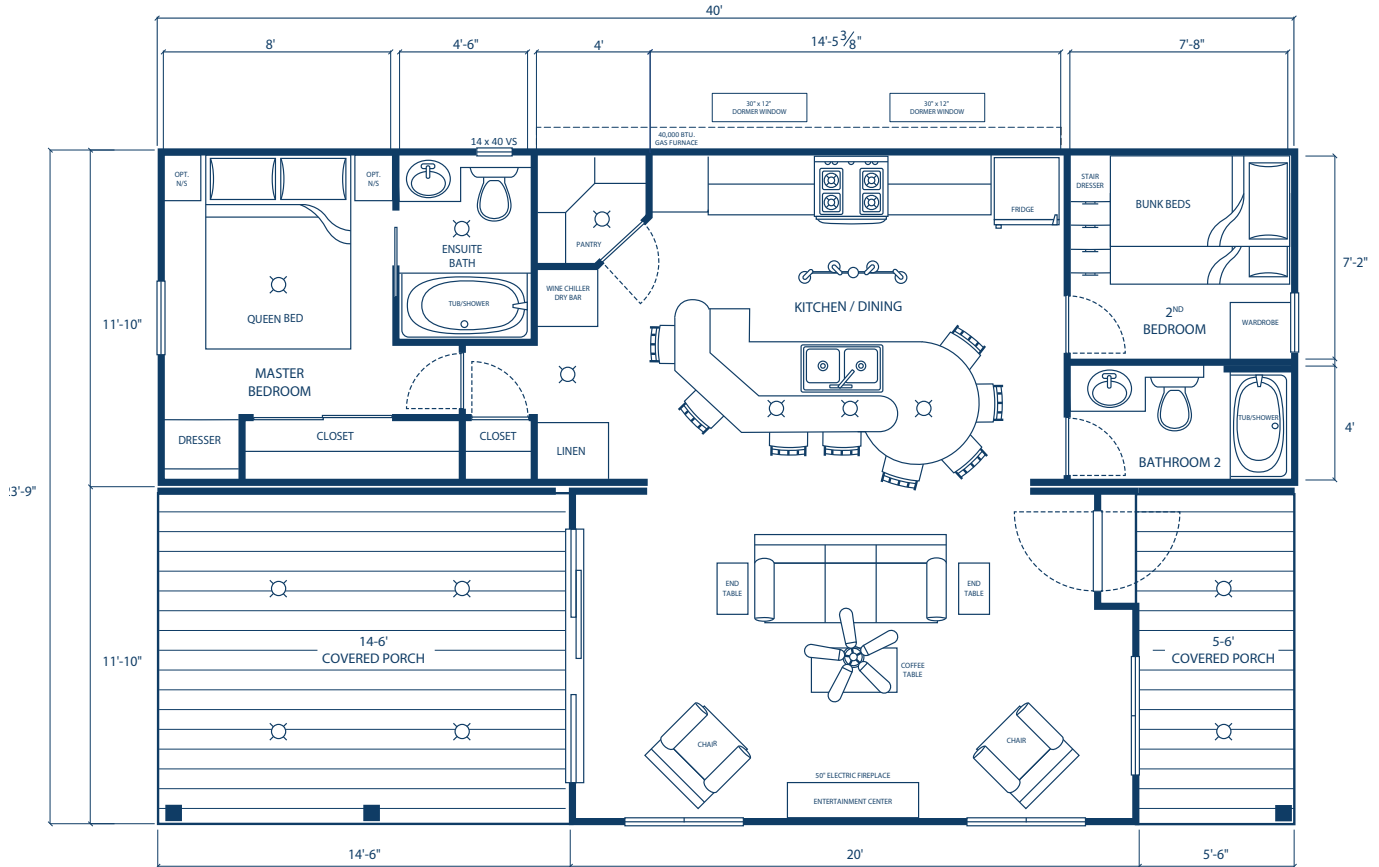 40'
8'
4'-6"
4'
14'-5 3/8"
7'-8"
30" x 12"
DORMER WINDOW
30" x 12"
DORMER WINDOW
14 x 40 VS
40,000 BTU.
GAS FURNACE
OPT.
N/S
OPT.
N/S
STAIR
DRESSER
BUNK BEDS
FRIDGE
PANTRY
ENSUITE
BATH
7'-2"
WINE CHILLER
DRY BAR
TUB/SHOWER
KITCHEN / DINING
QUEEN BED
11'-10"
2ND
BEDROOM
WARDROBE
MASTER
BEDROOM
TUB/SHOWER
4'
DRESSER
CLOSET
CLOSET
LINEN
BATHROOM 2
23'-9"
END
TABLE
END
TABLE
14-6'
COVERED PORCH
5-6'
COVERED PORCH
11'-10"
COFFEE
TABLE
CHAIR
CHAIR
50" ELECTRIC FIREPLACE
ENTERTAINMENT CENTER
14'-6"
20'
5'-6"